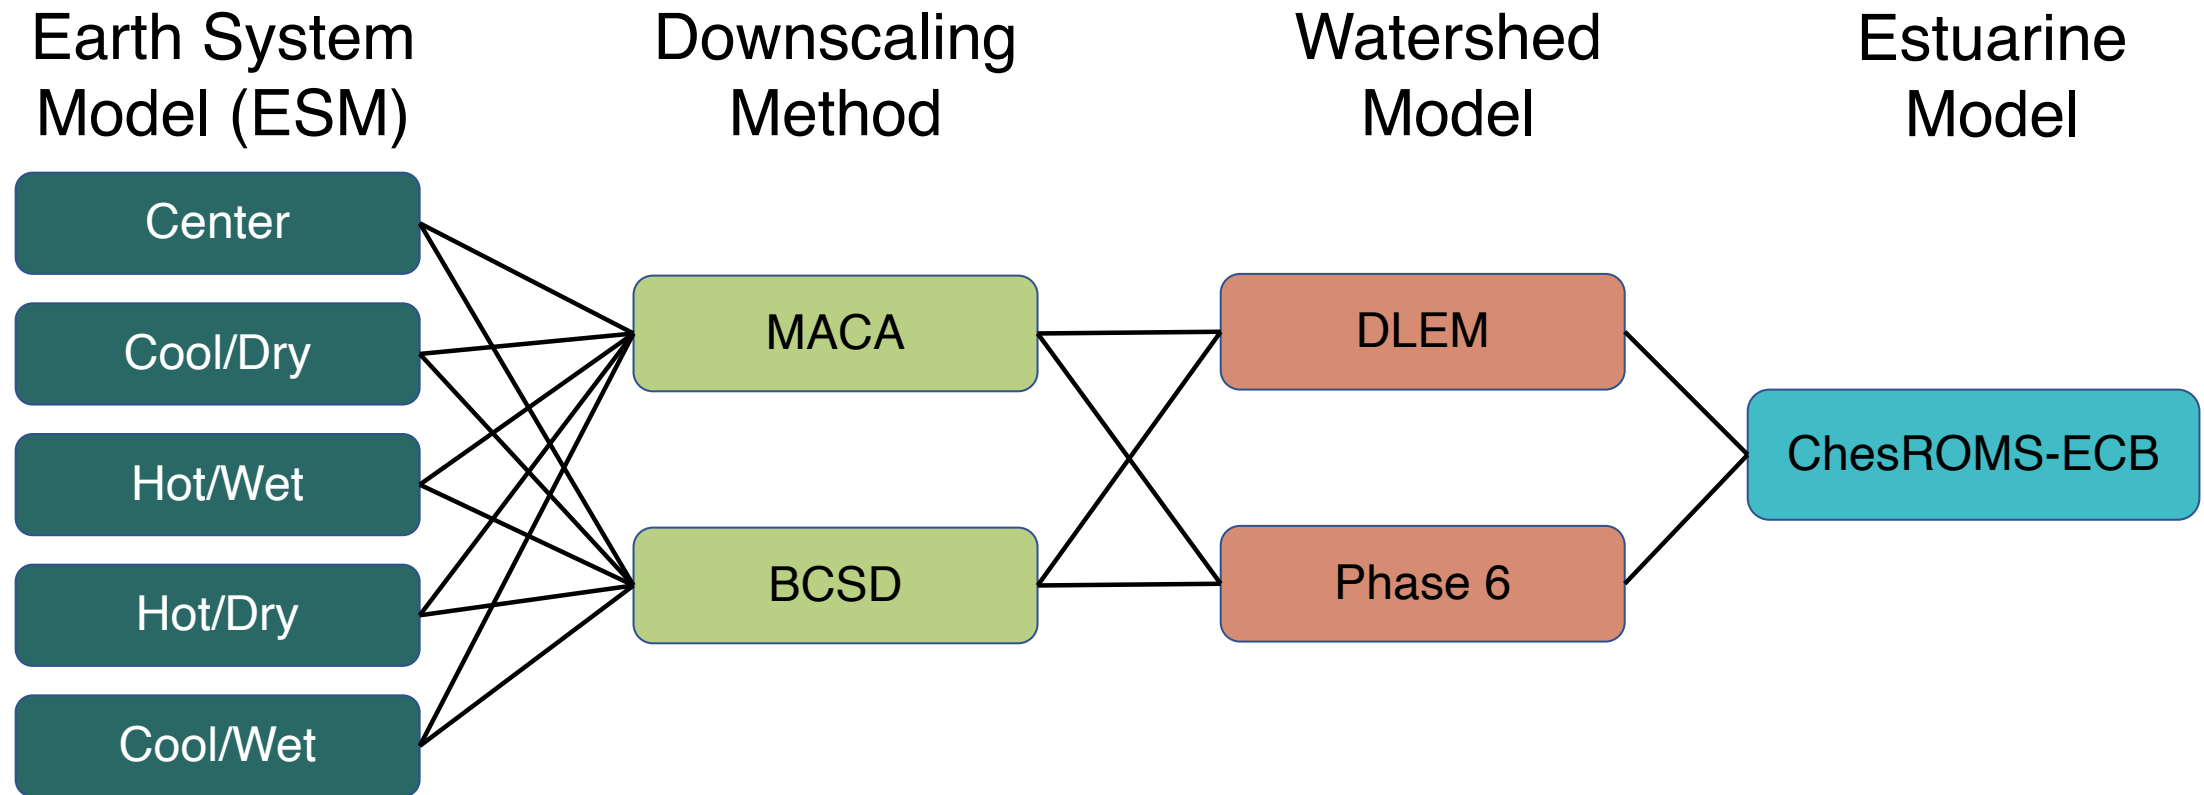 Earth System
Model (ESM)
Downscaling
Method
Watershed
Model
Estuarine
Model
Center
Cool/Dry
Hot/Wet
Hot/Dry
Cool/Wet
MACA
BCSD
DLEM
Phase 6
ChesROMS-ECB